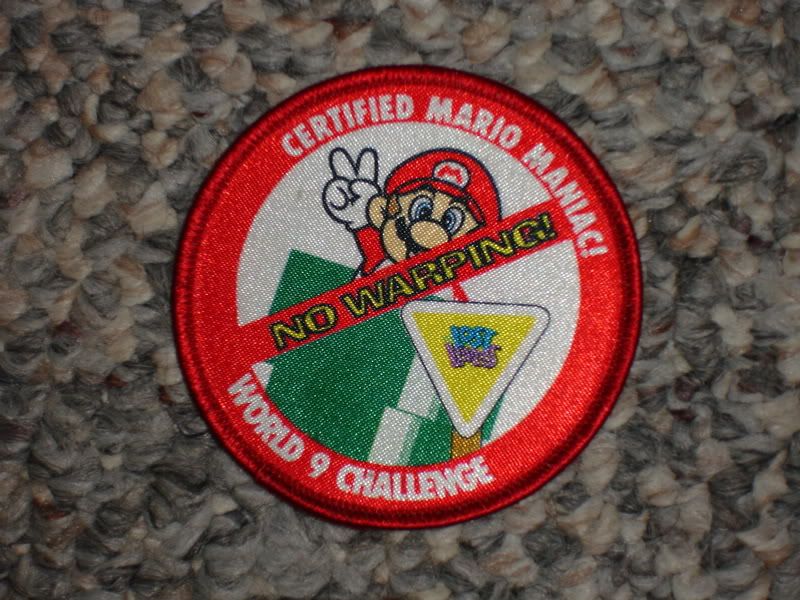 CERTIFIED MARIO MANIAC!
M
NO WARPING!
WORLD 9 CHALLENGE